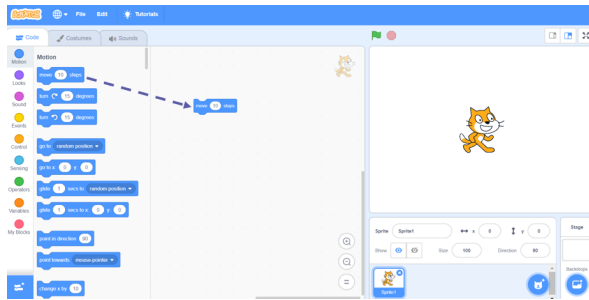 SCRATCH File Edit Tutorials
Code Costumes Sounds
Motion
Looks
Sound
Events
Control
Sensing
Operators
Variables
My Blocks
Motion
move 10 steps
turn 15 degrees
turn 15 degrees
go to random position
go to x: 0 y: 0
glide 1 secs to random position
glide 1 secs to x: 0 y: 0
point in direction 90
point towards mouse-pointer
change x by 10
move 10 steps
Sprite Sprite1 x 0 y 0
Show Size 100 Direction 90
Sprite1
Stage
Backdrops